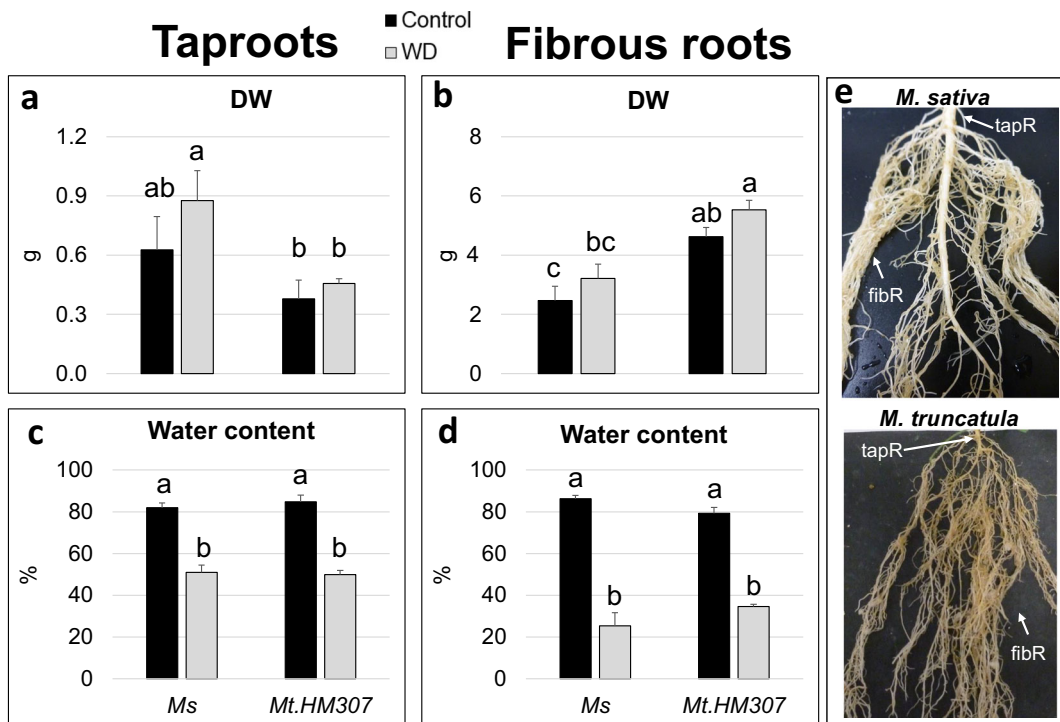 Taproots
Control
WD
Fibrous roots
a
DW
1.2
0.9
0.6
0.3
0.0
g
ab
a
b
b
b
DW
8
6
4
2
0
g
c
bc
ab
a
c
Water content
100
80
60
40
20
0
%
a
b
a
b
Ms
Mt.HM307
d
Water content
100
80
60
40
20
0
%
a
b
a
b
Ms
Mt.HM307
e
M. sativa
tapR
fibR
M. truncatula
tapR
fibR